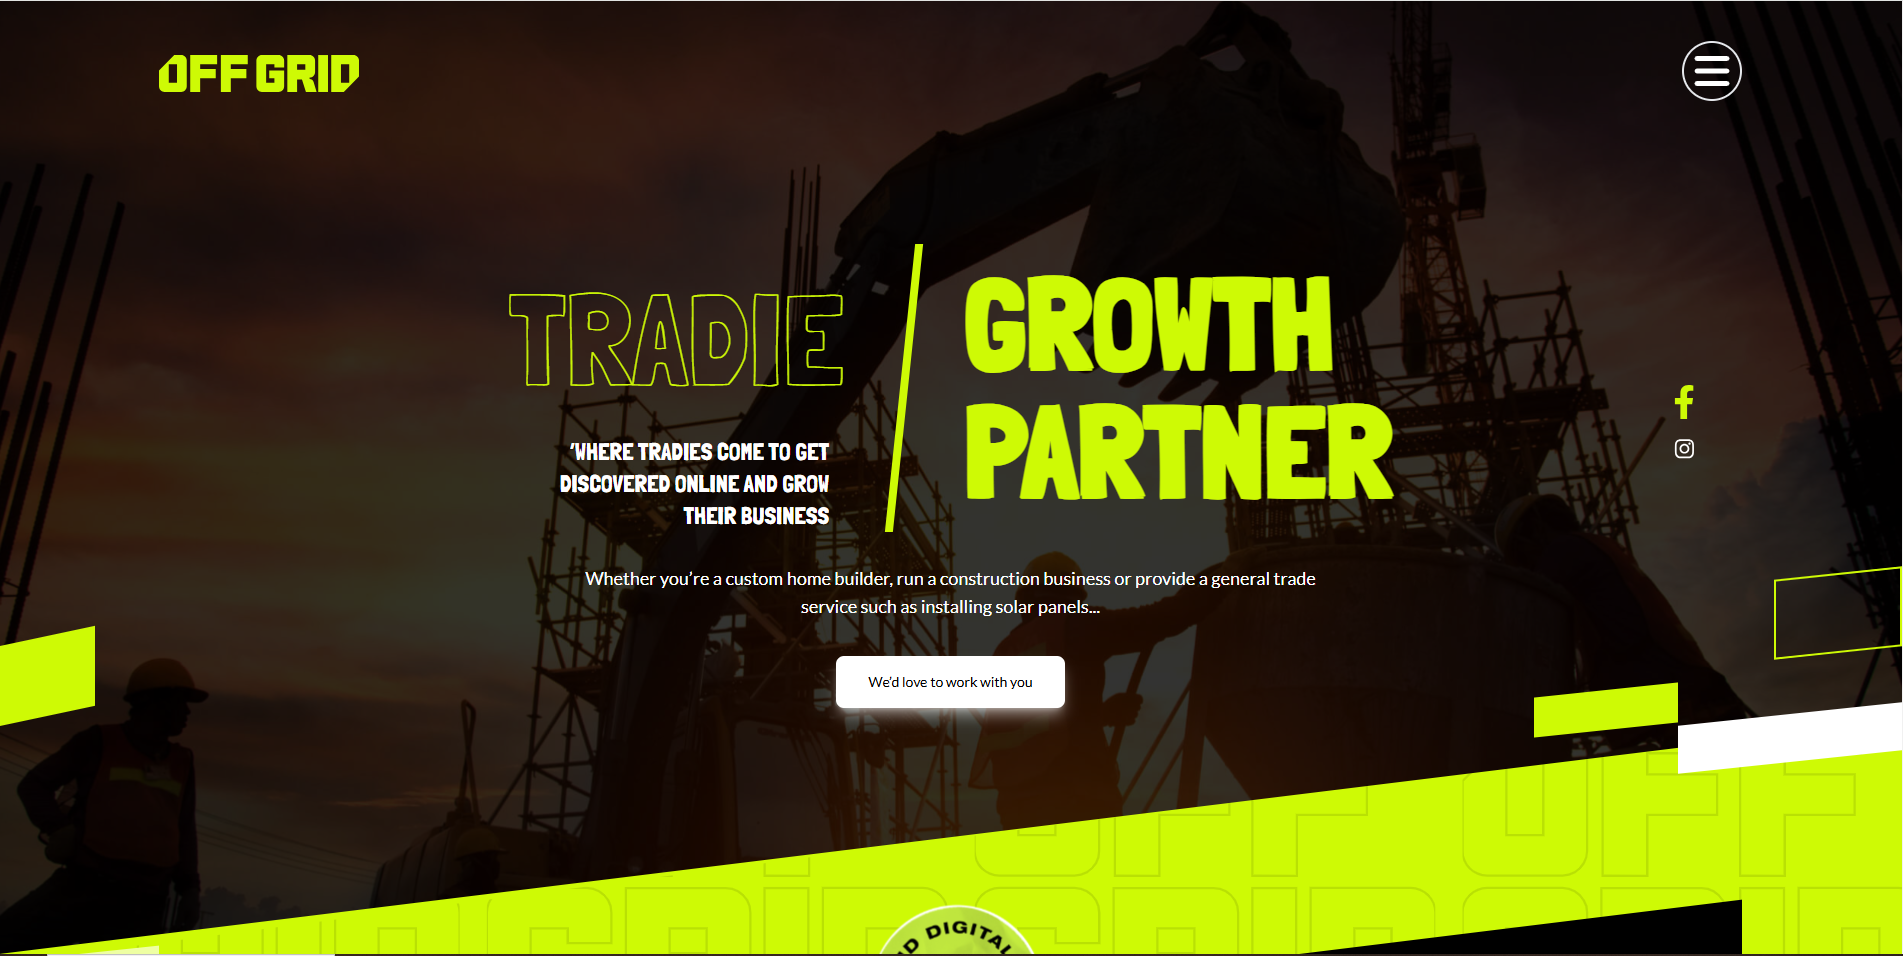 OFF GRID
TRADIE
GROWTH
PARTNER
'WHERE TRADIES COME TO GET
DISCOVERED ONLINE AND GROW
THEIR BUSINESS
Whether you’re a custom home builder, run a construction business or provide a general trade
service such as installing solar panels...
We'd love to work with you
OFF OFF
GRID GRID
DIGITAL